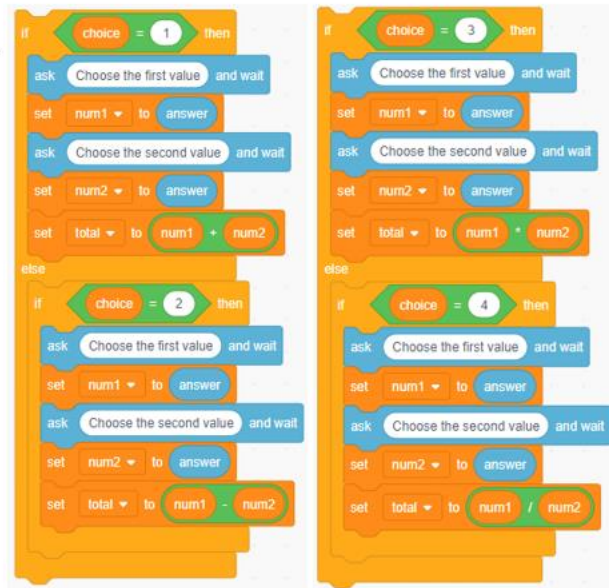 if choice = 1 then
ask Choose the first value and wait
set num1 to answer
ask Choose the second value and wait
set num2 to answer
set total to num1 + num2
else
if choice = 2 then
ask Choose the first value and wait
set num1 to answer
ask Choose the second value and wait
set num2 to answer
set total to num1 - num2
if choice = 3 then
ask Choose the first value and wait
set num1 to answer
ask Choose the second value and wait
set num2 to answer
set total to num1 * num2
else
if choice = 4 then
ask Choose the first value and wait
set num1 to answer
ask Choose the second value and wait
set num2 to answer
set total to num1 / num2